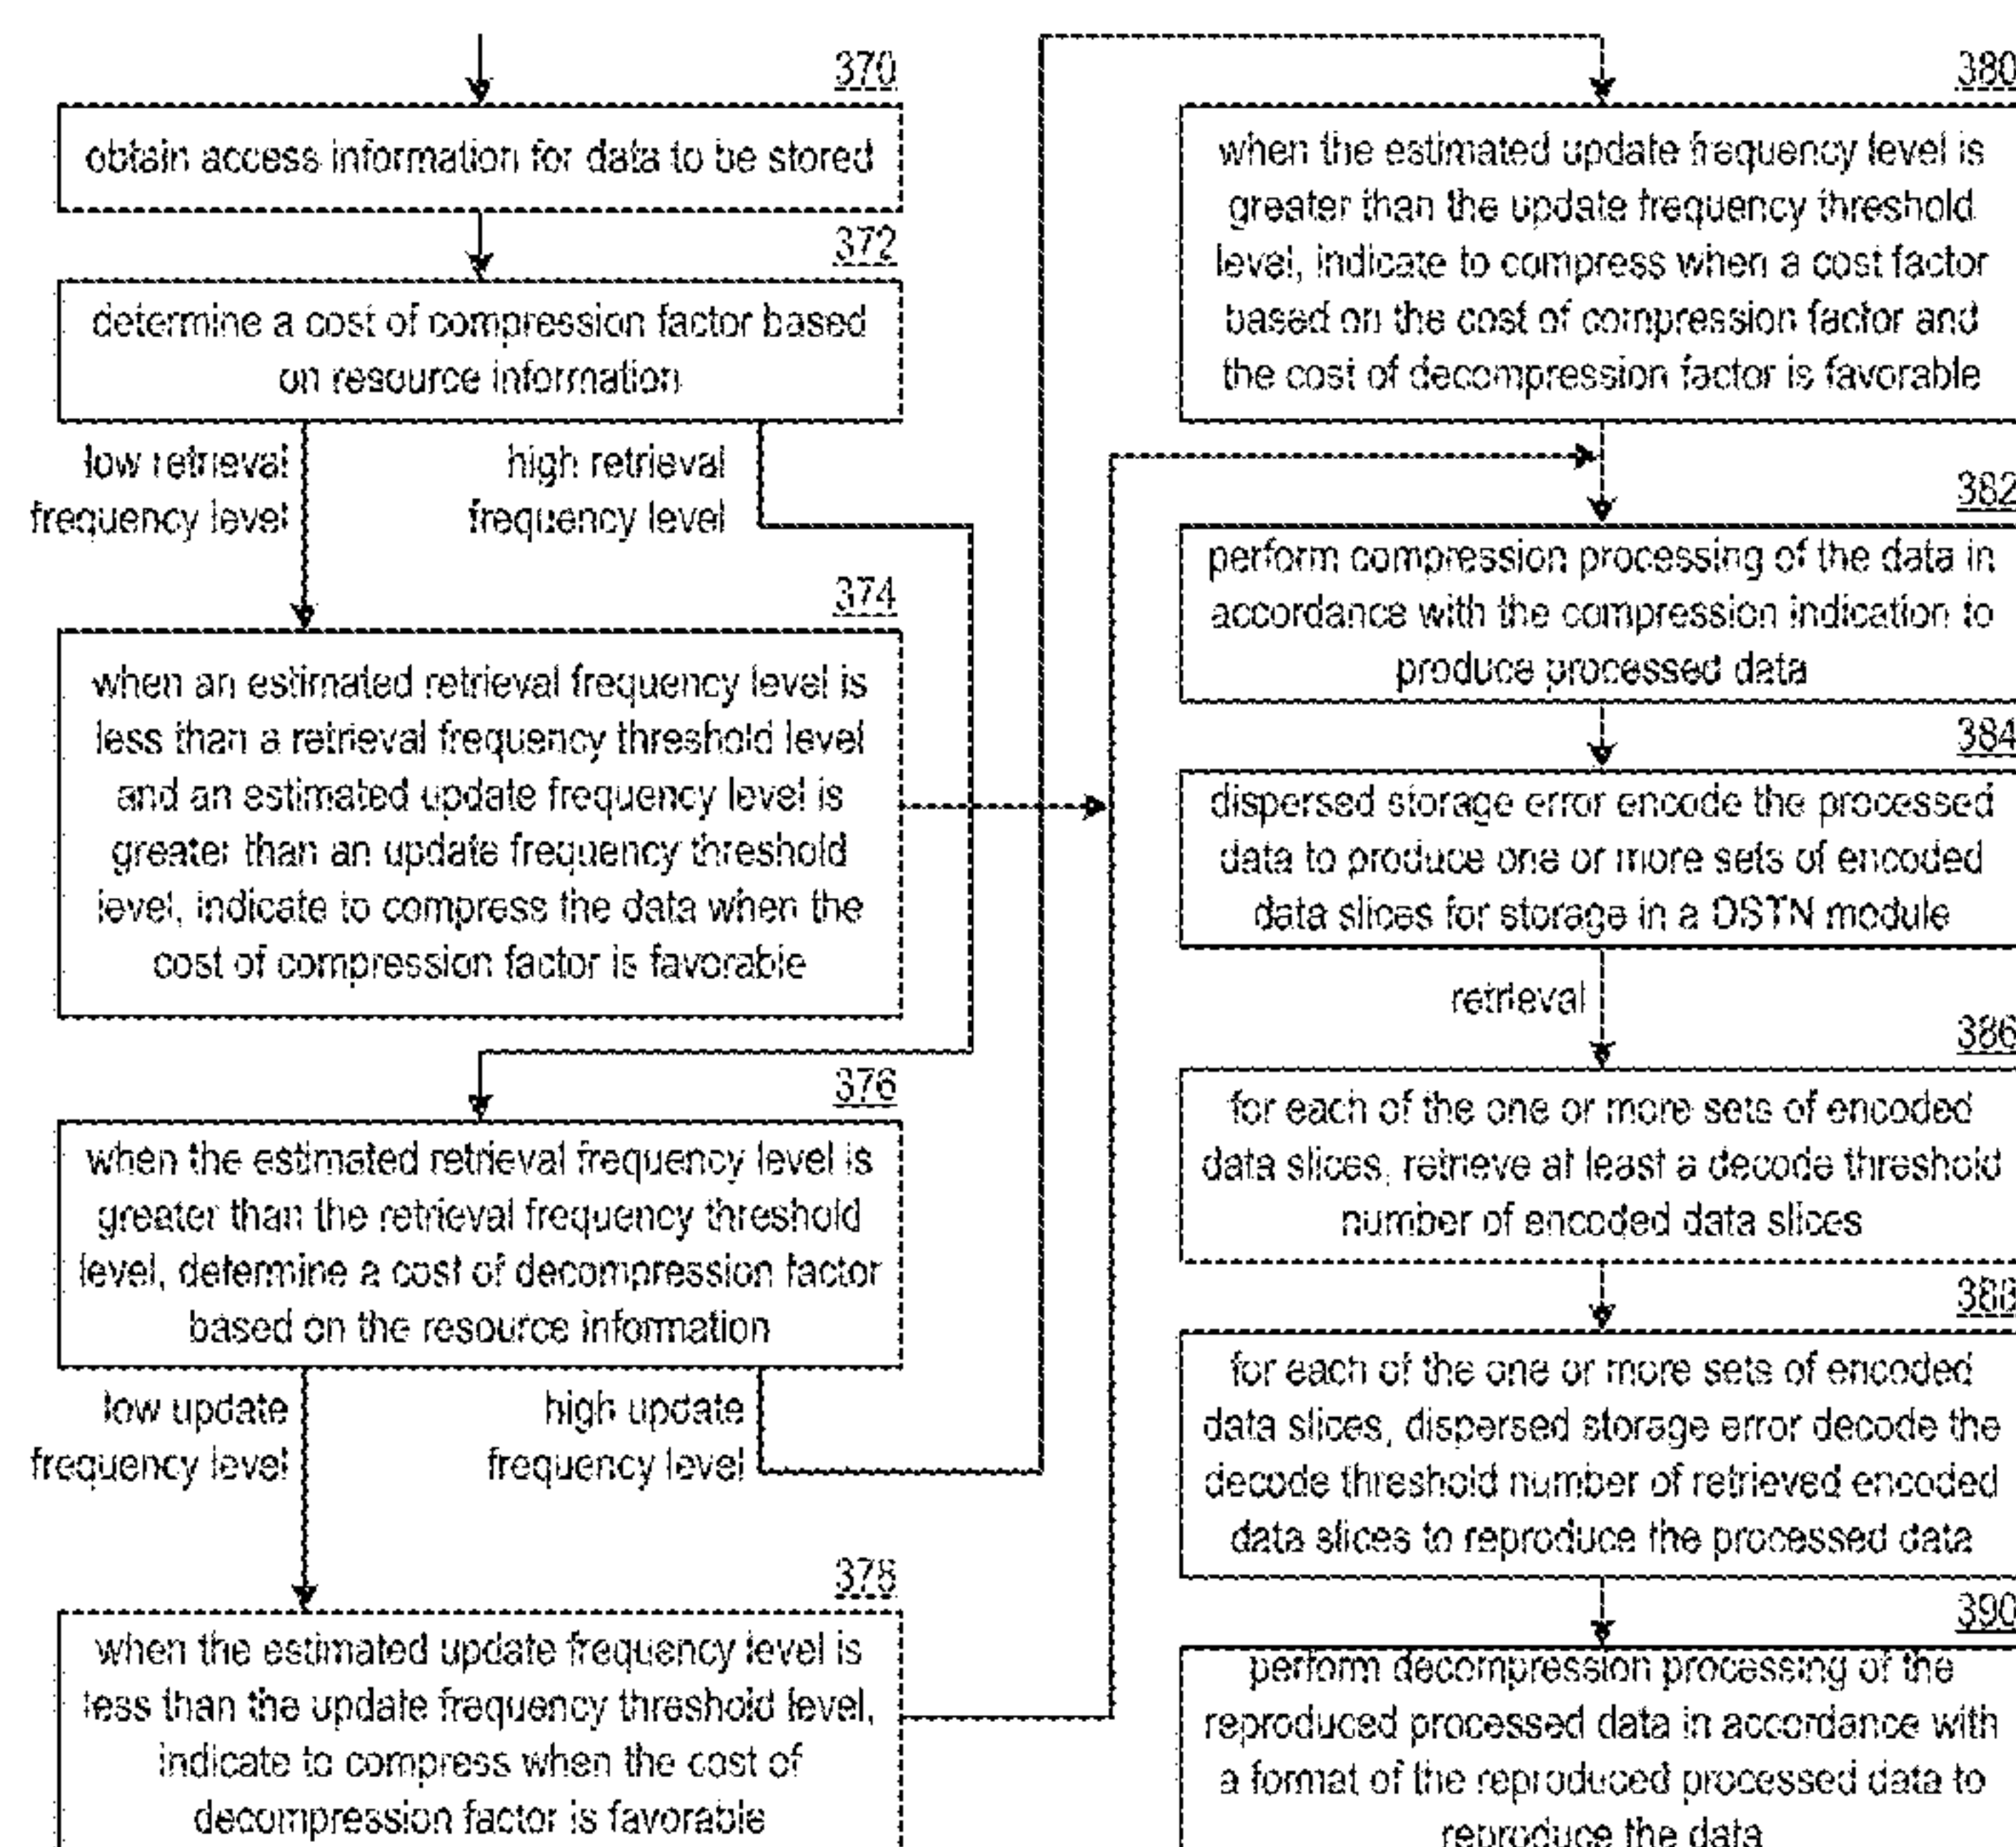 370
obtain access information for data to be stored
372
determine a cost of compression factor based
on resource information
low retrieval
frequency level
high retrieval
frequency level
374
when an estimated retrieval frequency level is
less than a retrieval frequency threshold level
and an estimated update frequency level is
greater than an update frequency threshold
level, indicate to compress the data when the
cost of compression factor is favorable
376
when the estimated retrieval frequency level is
greater than the retrieval frequency threshold
level, determine a cost of decompression factor
based on the resource information
low update
frequency level
high update
frequency level
378
when the estimated update frequency level is
less than the update frequency threshold level,
indicate to compress when the cost of
decompression factor is favorable
380
when the estimated update frequency level is
greater than the update frequency threshold
level, indicate to compress when a cost factor
based on the cost of compression factor and
the cost of decompression factor is favorable
382
perform compression processing of the data in
accordance with the compression indication to
produce processed data
384
dispersed storage error encode the processed
data to produce one or more sets of encoded
data slices for storage in a DSTN module
retrieval
386
for each of the one or more sets of encoded
data slices, retrieve at least a decode threshold
number of encoded data slices
388
for each of the one or more sets of encoded
data slices, dispersed storage error decode the
decode threshold number of retrieved encoded
data slices to reproduce the processed data
390
perform decompression processing of the
reproduced processed data in accordance with
a format of the reproduced processed data to
reproduce the data